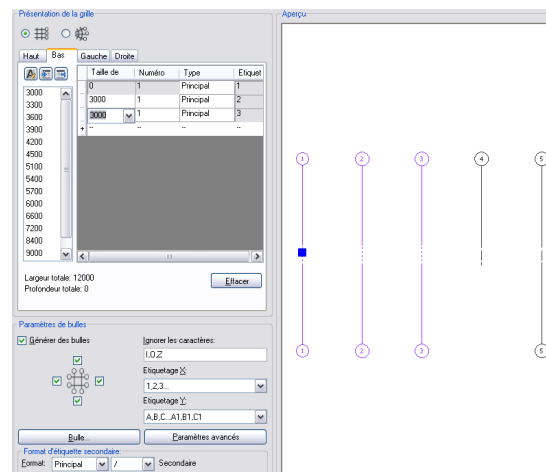 Présentation de la grille
Aperçu
Haut Bas Gauche Droite
Taille de Numéro Type Etiquet
0 1 Principal 1
3000 1 Principal 2
3000 1 Principal 3
+ -- -- --
3000
3300
3600
3900
4200
4500
5100
5400
5700
6000
6600
7200
8400
9000
Largeur totale: 12000
Profondeur totale: 0
Effacer
1 2 3 4 5
1 2 3 5
Paramètres de bulles
Générer des bulles
Ignorer les caractères:
I,O,Z
Etiquetage X:
1,2,3...
Etiquetage Y:
A,B,C...A1,B1,C1
Bulle... Paramètres avancés
Format d'étiquette secondaire:
Format: Principal / Secondaire